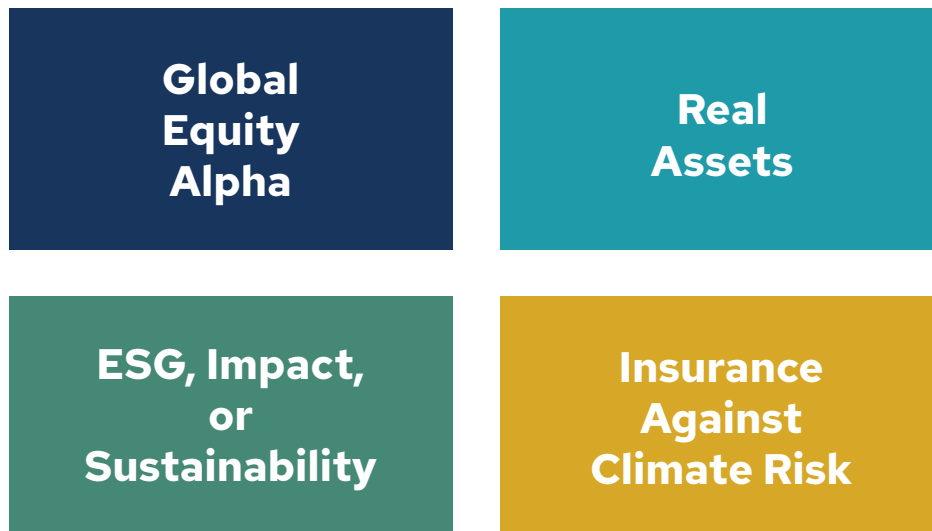 Global
Equity
Alpha
Real
Assets
ESG, Impact,
or
Sustainability
Insurance
Against
Climate Risk